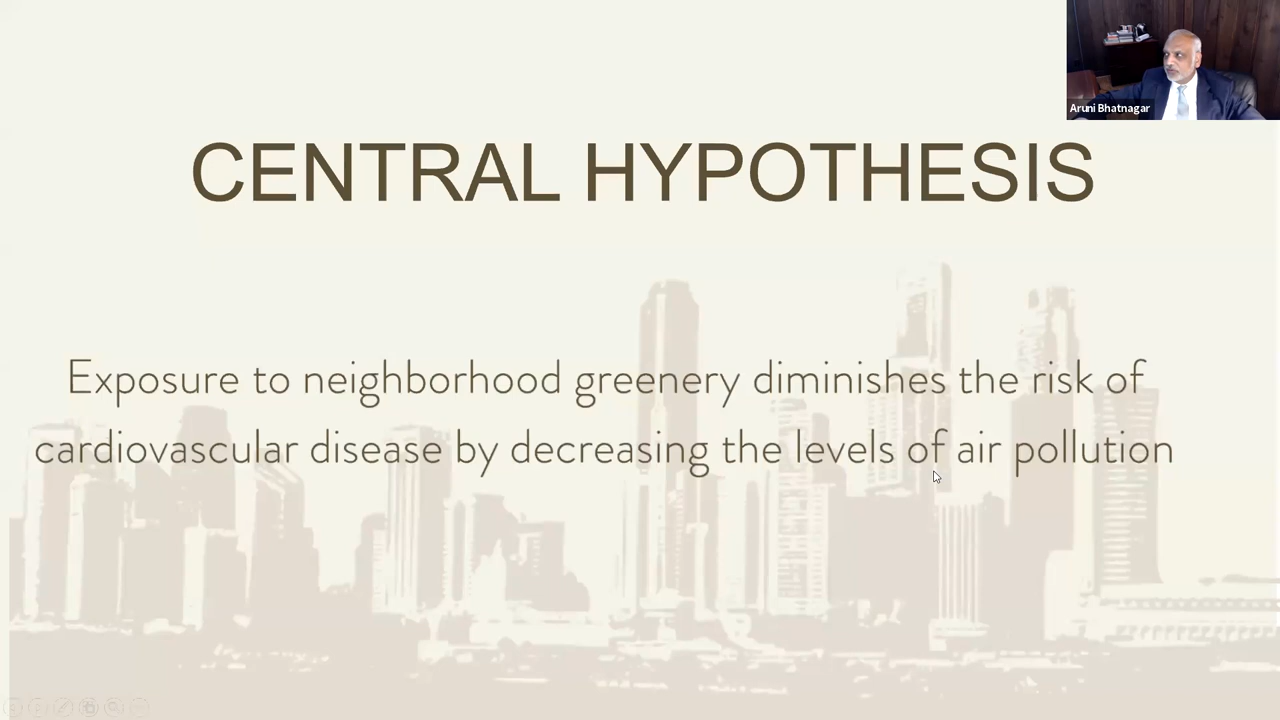 Aruni Bhatnagar
CENTRAL HYPOTHESIS
Exposure to neighborhood greenery diminishes the risk of
cardiovascular disease by decreasing the levels of air pollution